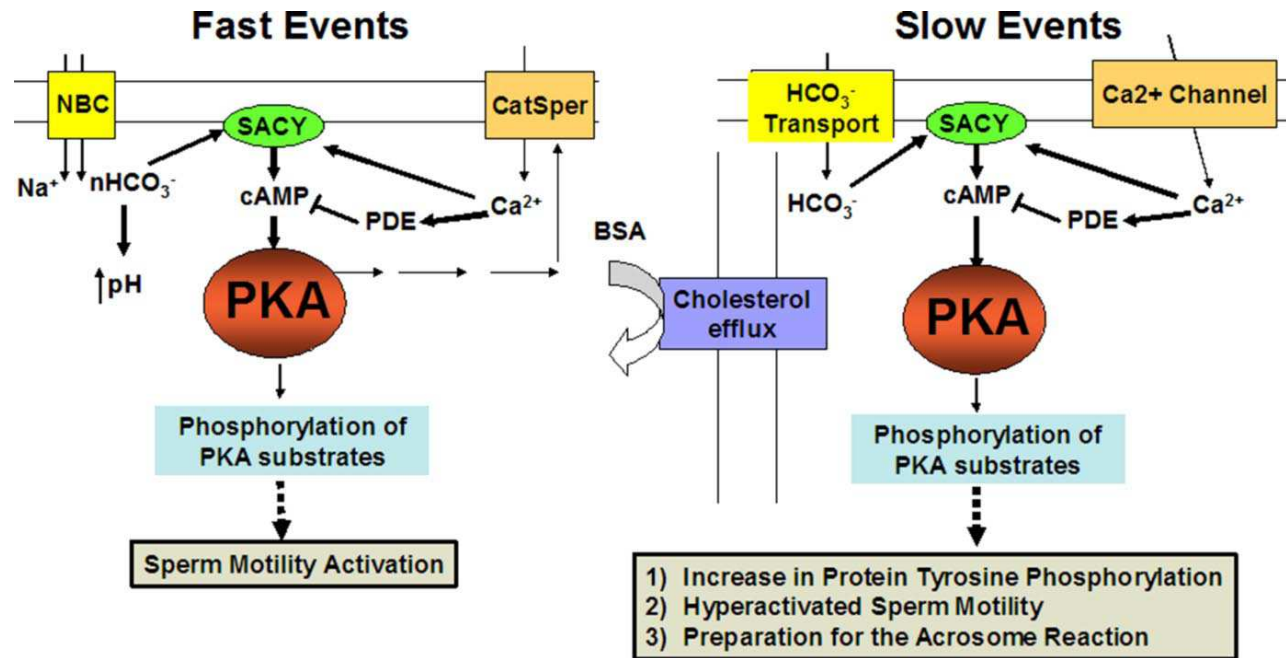 Fast Events
NBC
SACY
CatSper
Na⁺
nHCO₃⁻
cAMP
PDE
Ca²⁺
↑pH
PKA
Phosphorylation of
PKA substrates
Sperm Motility Activation
BSA
Cholesterol
efflux
Slow Events
HCO₃⁻
Transport
SACY
Ca2+ Channel
HCO₃⁻
cAMP
PDE
Ca²⁺
PKA
Phosphorylation of
PKA substrates
1) Increase in Protein Tyrosine Phosphorylation
2) Hyperactivated Sperm Motility
3) Preparation for the Acrosome Reaction